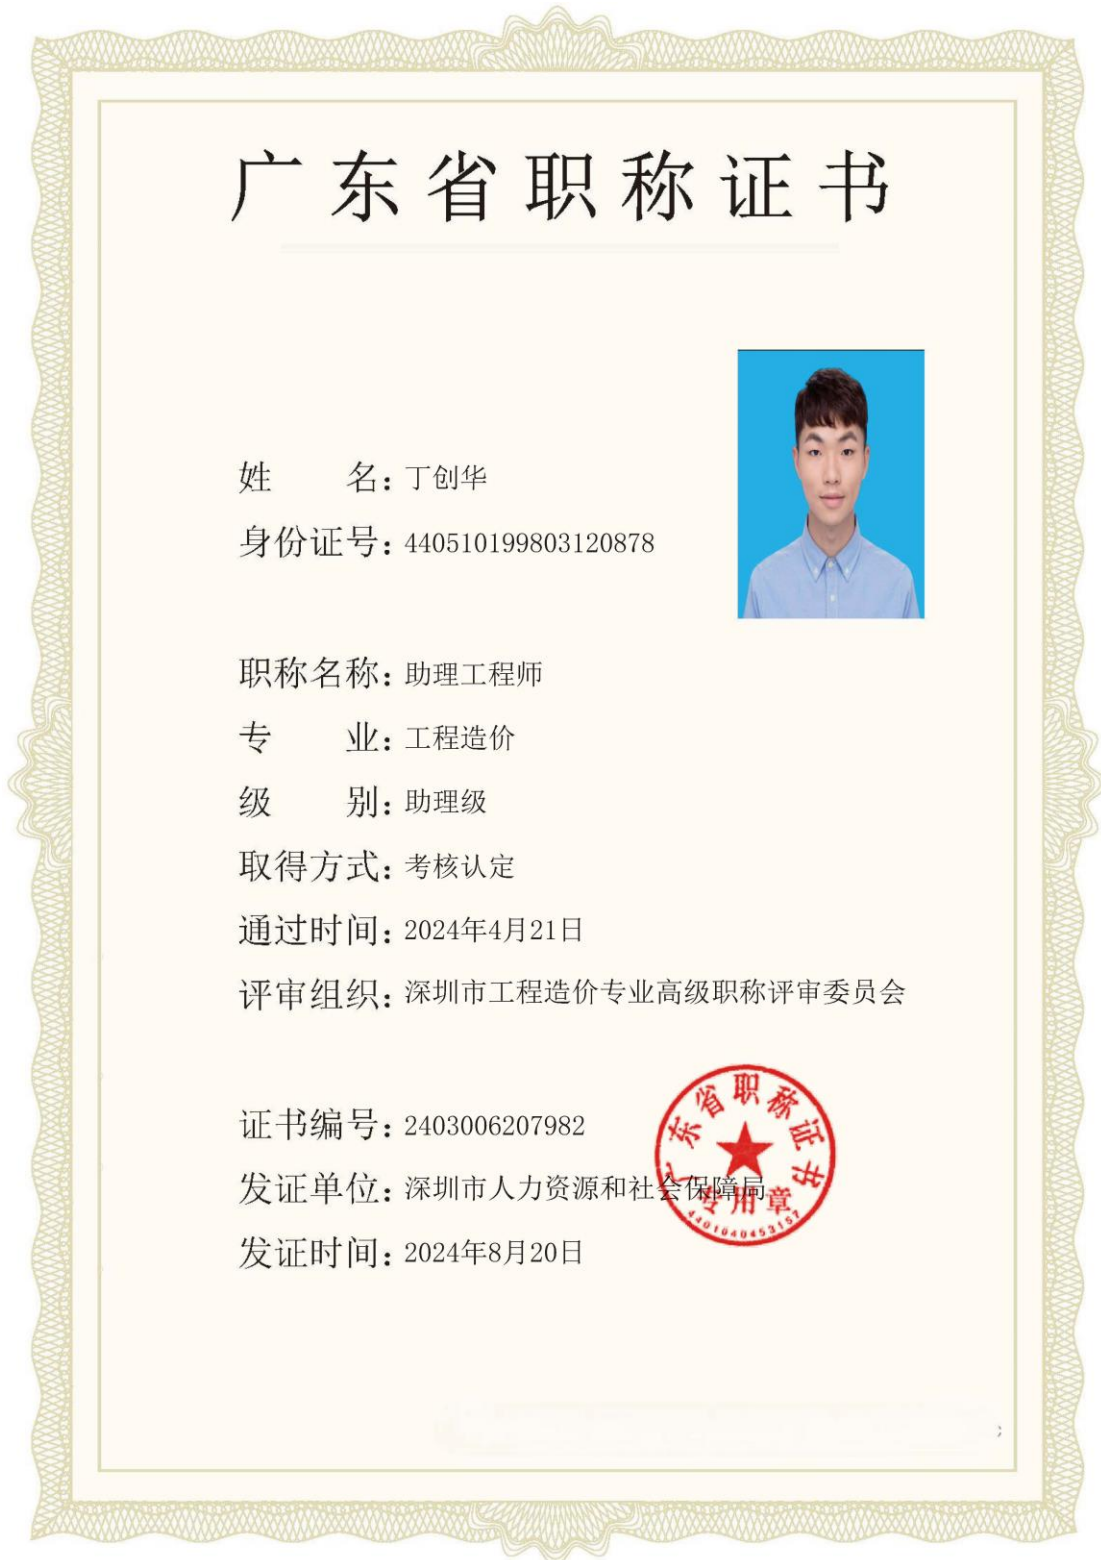 广东省职称证书
姓 名：丁创华
身份证号：440510199803120878
职称名称：助理工程师
专 业：工程造价
级 别：助理级
取得方式：考核认定
通过时间：2024年4月21日
评审组织：深圳市工程造价专业高级职称评审委员会
证书编号：2403006207982
发证单位：深圳市人力资源和社会保障局
发证时间：2024年8月20日
广东省职称证书
专用章
4401040453157